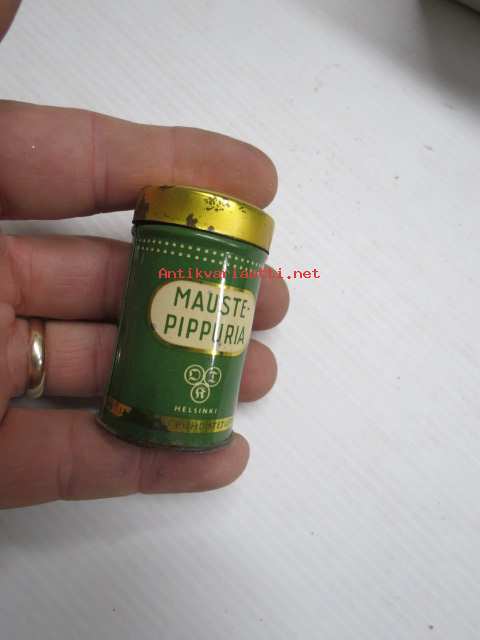 Antikvariaatti.net
MAUSTE-
PIPPURIA
O T
K
HELSINKI